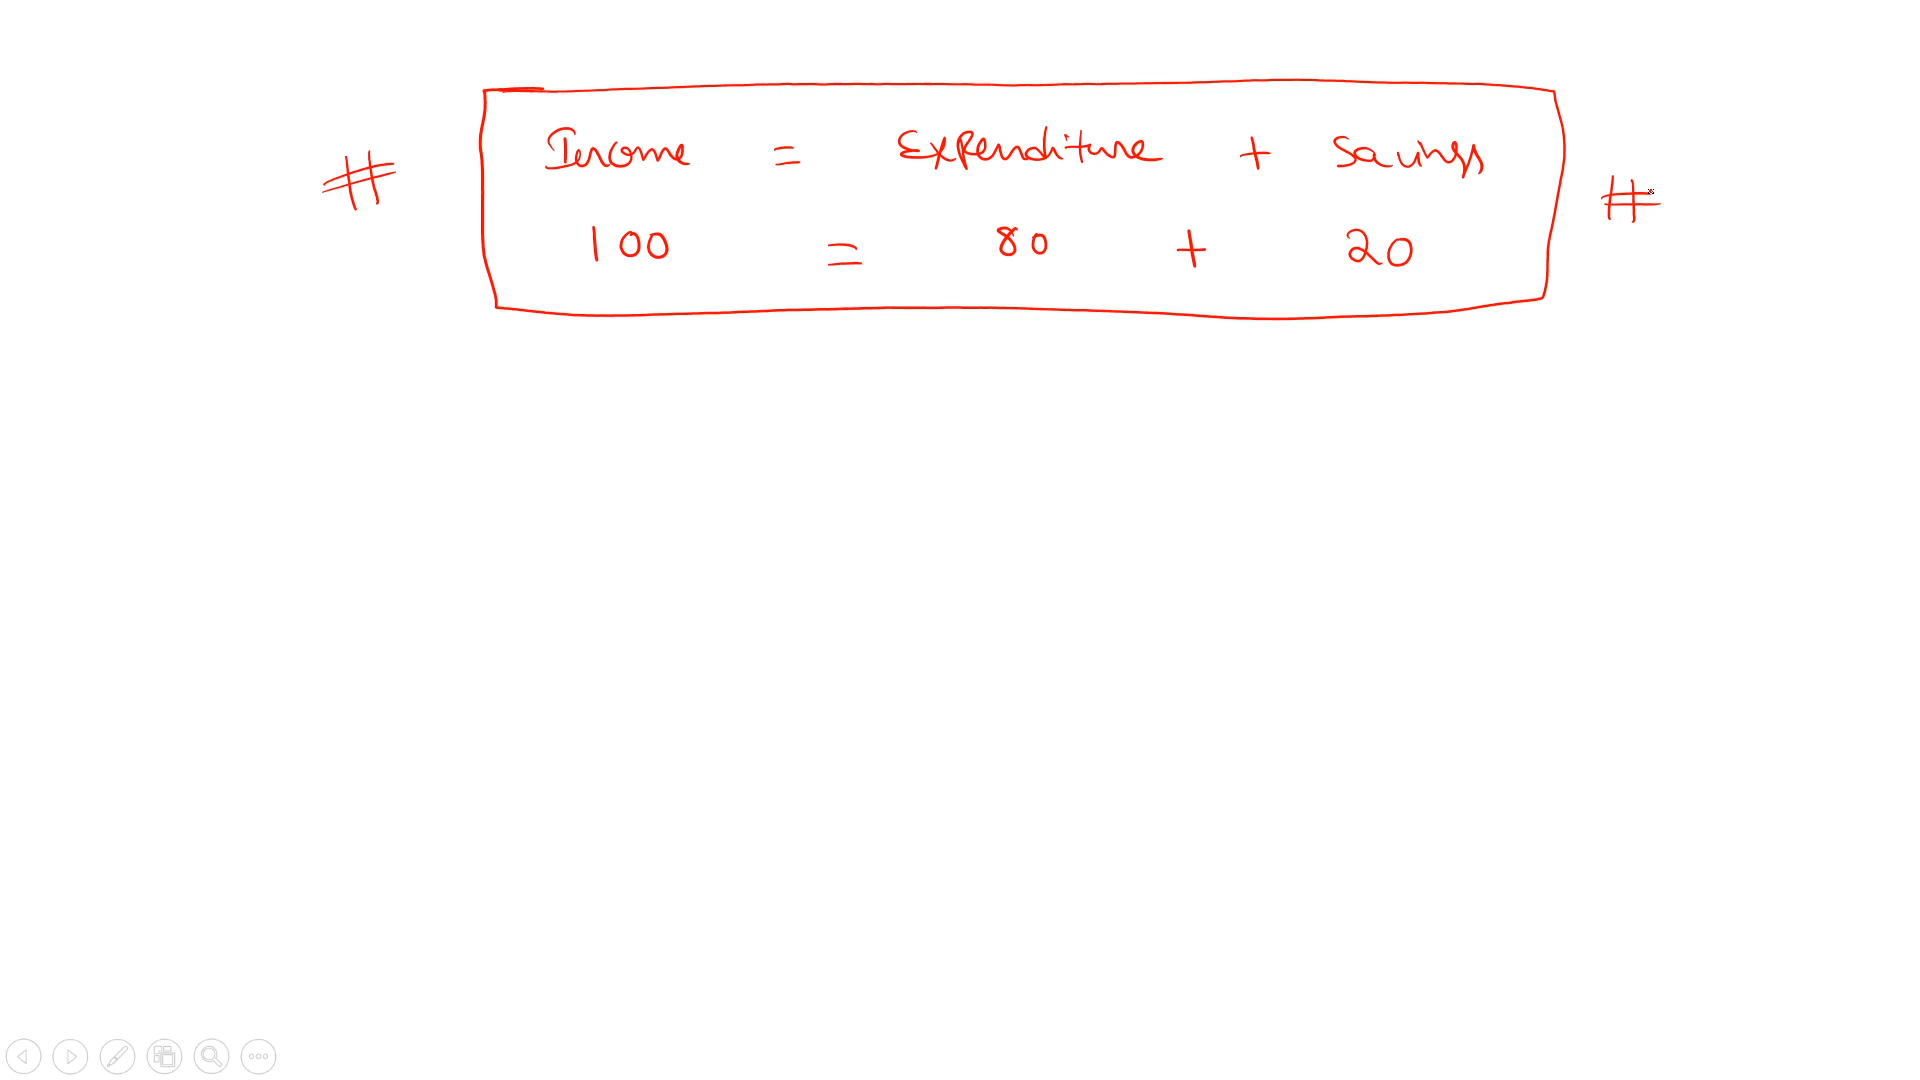 # Income = Expenditure + Savings #
100 = 80 + 20